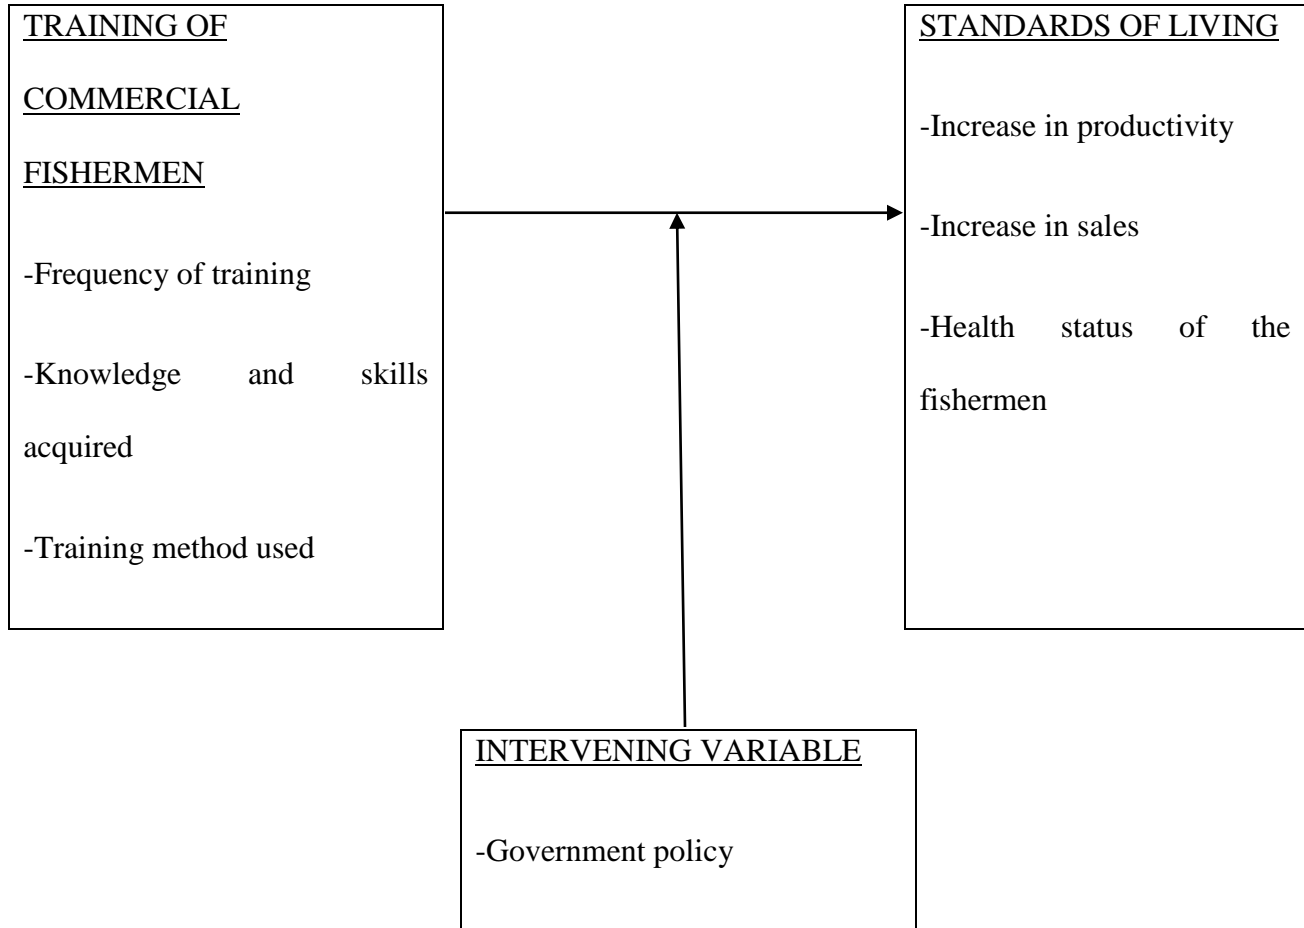 TRAINING OF
COMMERCIAL
FISHERMEN
-Frequency of training
-Knowledge and skills
acquired
-Training method used
STANDARDS OF LIVING
-Increase in productivity
-Increase in sales
-Health status of the
fishermen
INTERVENING VARIABLE
-Government policy